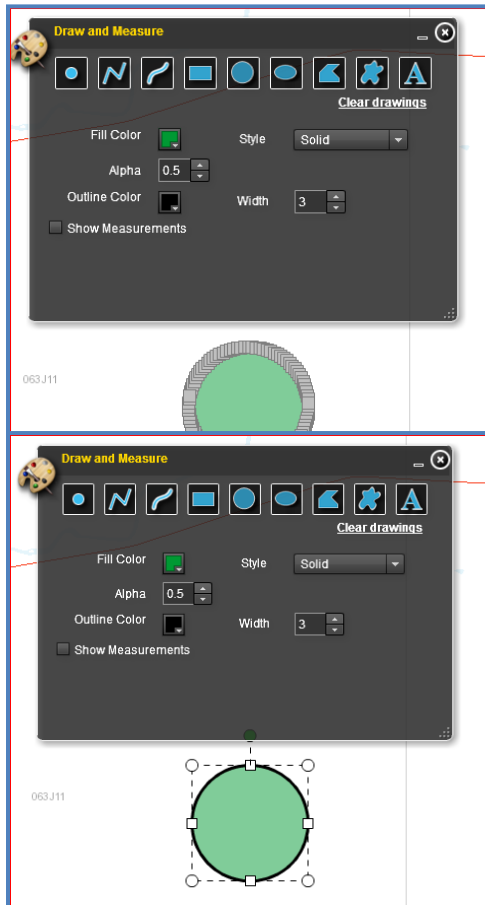 Draw and Measure
A
Clear drawings
Fill Color Style Solid
Alpha 0.5
Outline Color Width 3
Show Measurements
063J11
Draw and Measure
A
Clear drawings
Fill Color Style Solid
Alpha 0.5
Outline Color Width 3
Show Measurements
063J11